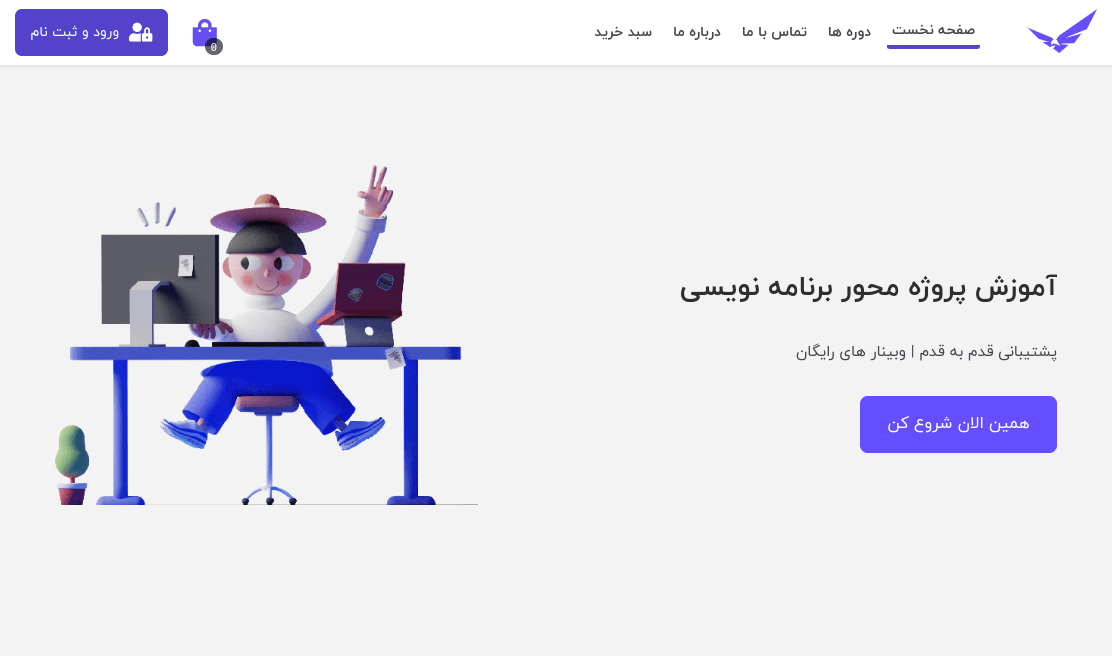 صفحه نخست
دوره ها
تماس با ما
درباره ما
سبد خرید
0
ورود و ثبت نام
آموزش پروژه محور برنامه نویسی
پشتیبانی قدم به قدم | وبینار های رایگان
همین الان شروع کن